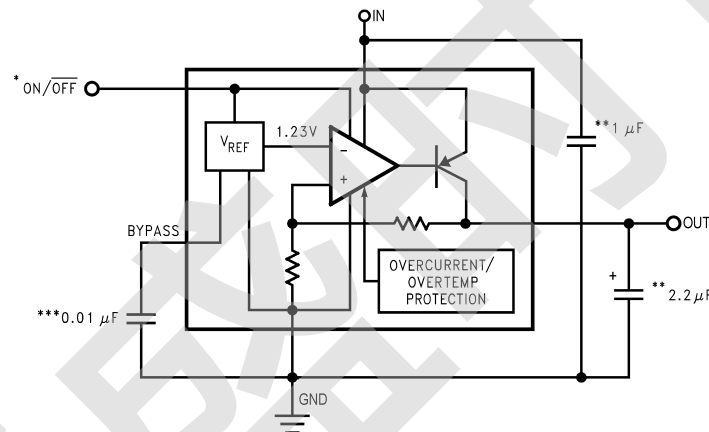 IN
* ON/OFF
** 1 μF
1.23V
VREF
−
+
OUT
BYPASS
OVERCURRENT/
OVERTEMP
PROTECTION
+
** 2.2 μF
*** 0.01 μF
GND